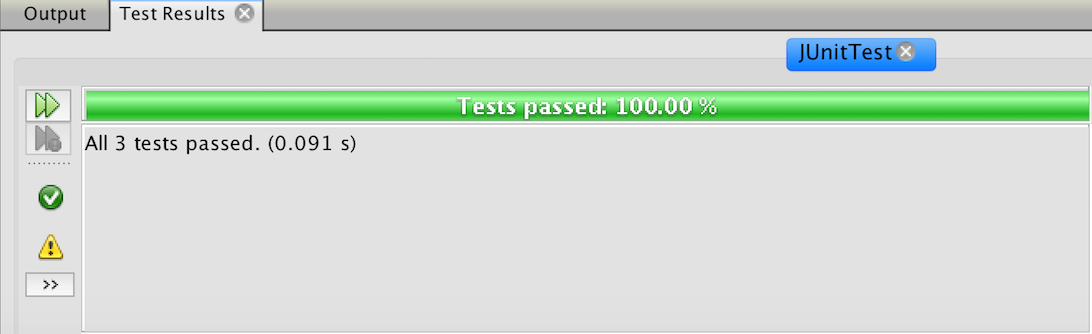 Output
Test Results
JUnitTest
Tests passed: 100.00 %
All 3 tests passed. (0.091 s)
>>